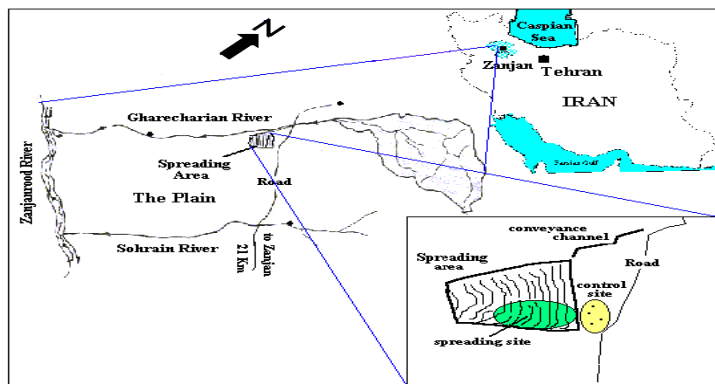 N
Caspian
Sea
Zanjan
Tehran
IRAN
Persian Gulf
Gharecharian River
Spreading
Area
Road
The Plain
Zanjanrood River
Sohrain River
to Zanjan
21 Km
conveyance
channel
Road
Spreading
area
control
site
spreading site